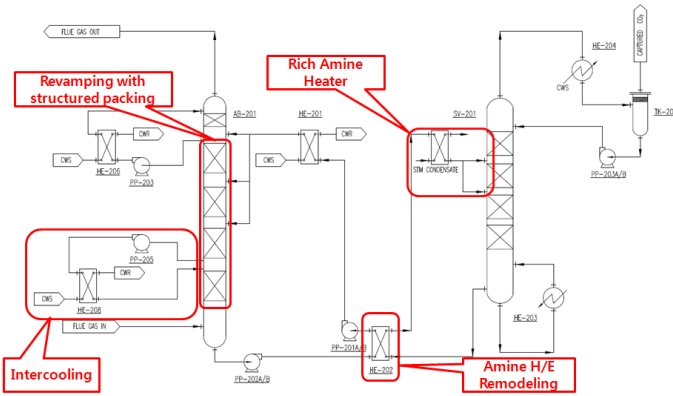 FLUE GAS OUT
Revamping with
structured packing
Rich Amine
Heater
HE-204
CWS
CAPTURED CO₂
TK-20
AB-201
HE-201
SV-201
CWR
CWS
HE-206
PP-203
CWR
CWS
STM CONDENSATE
PP-203A/B
PP-205
CWR
CWS
HE-208
FLUE GAS IN
HE-203
PP-201A/B
HE-202
PP-202A/B
Intercooling
Amine H/E
Remodeling